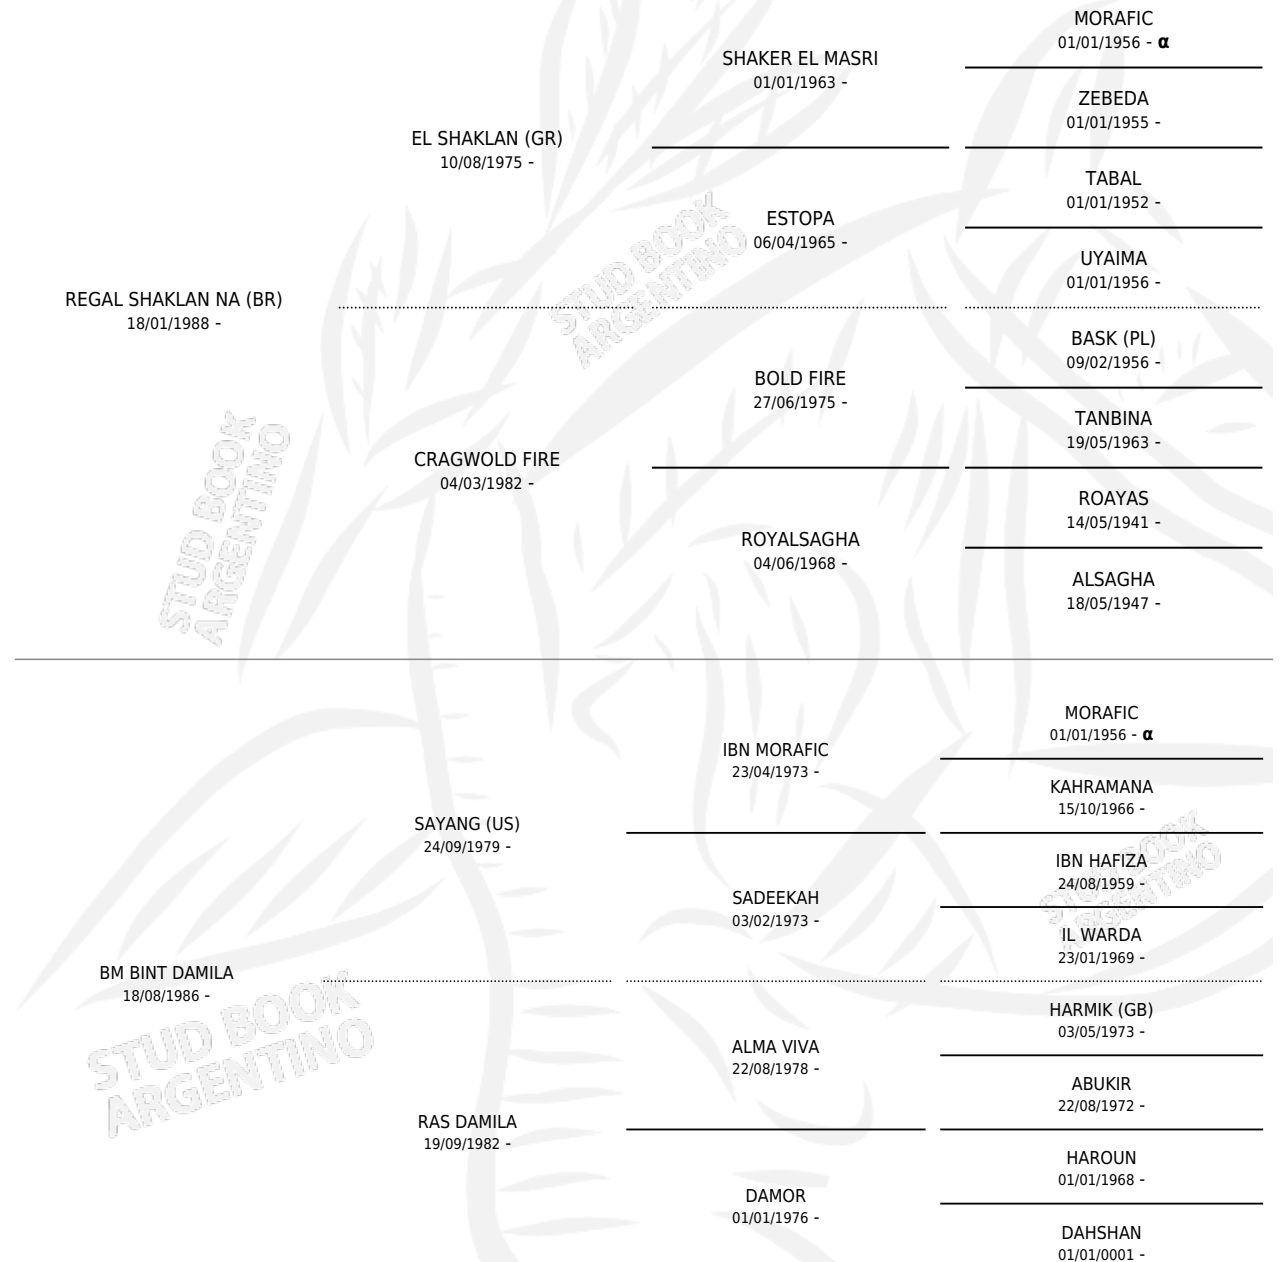 MORAFIC
01/01/1956 - α
SHAKER EL MASRI
01/01/1963 -
ZEBEDA
01/01/1955 -
EL SHAKLAN (GR)
10/08/1975 -
TABAL
01/01/1952 -
ESTOPA
06/04/1965 -
UYAIMA
01/01/1956 -
REGAL SHAKLAN NA (BR)
18/01/1988 -
BASK (PL)
09/02/1956 -
BOLD FIRE
27/06/1975 -
TANBINA
19/05/1963 -
CRAGWOLD FIRE
04/03/1982 -
ROAYAS
14/05/1941 -
ROYALSAGHA
04/06/1968 -
ALSAGHA
18/05/1947 -
STUD BOOK
ARGENTINO
STUD BOOK
ARGENTINO
MORAFIC
01/01/1956 - α
IBN MORAFIC
23/04/1973 -
KAHRAMANA
15/10/1966 -
SAYANG (US)
24/09/1979 -
IBN HAFIZA
24/08/1959 -
SADEEKAH
03/02/1973 -
IL WARDA
23/01/1969 -
BM BINT DAMILA
18/08/1986 -
HARMIK (GB)
03/05/1973 -
ALMA VIVA
22/08/1978 -
ABUKIR
22/08/1972 -
RAS DAMILA
19/09/1982 -
HAROUN
01/01/1968 -
DAMOR
01/01/1976 -
DAHSHAN
01/01/0001 -
STUD BOOK
ARGENTINO
STUD BOOK
ARGENTINO